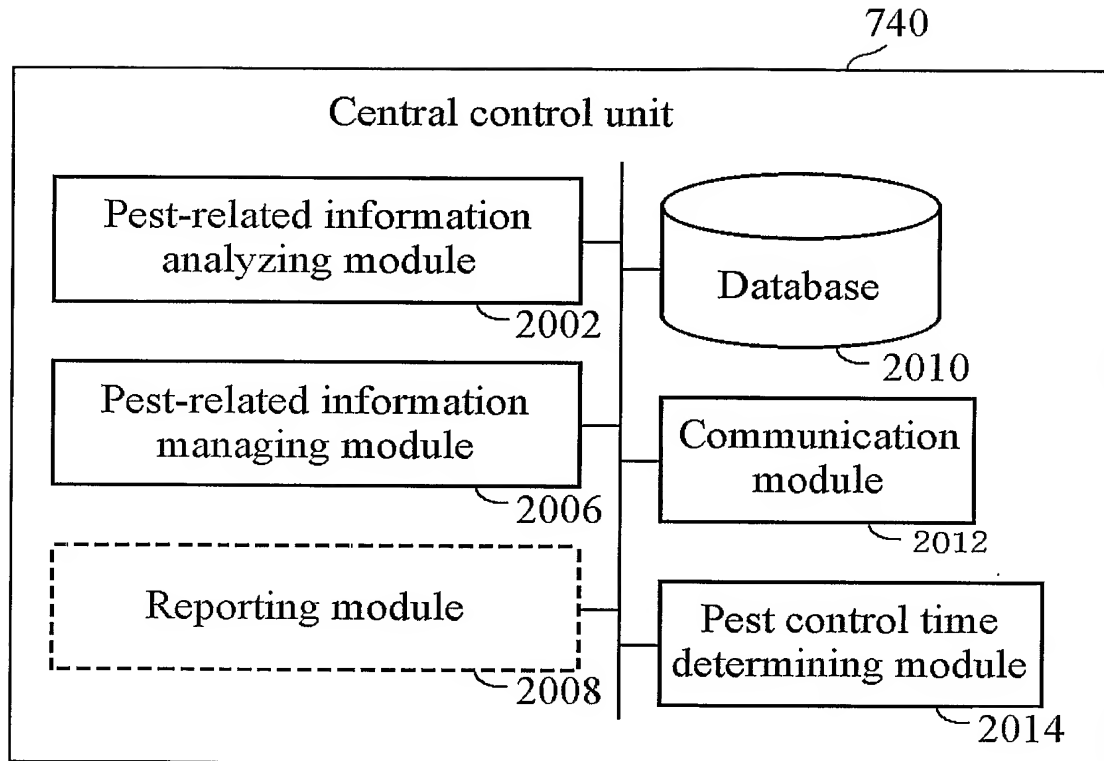 740
Central control unit
Pest-related information
analyzing module
2002
Database
2010
Pest-related information
managing module
2006
Communication
module
2012
Reporting module
2008
Pest control time
determining module
2014